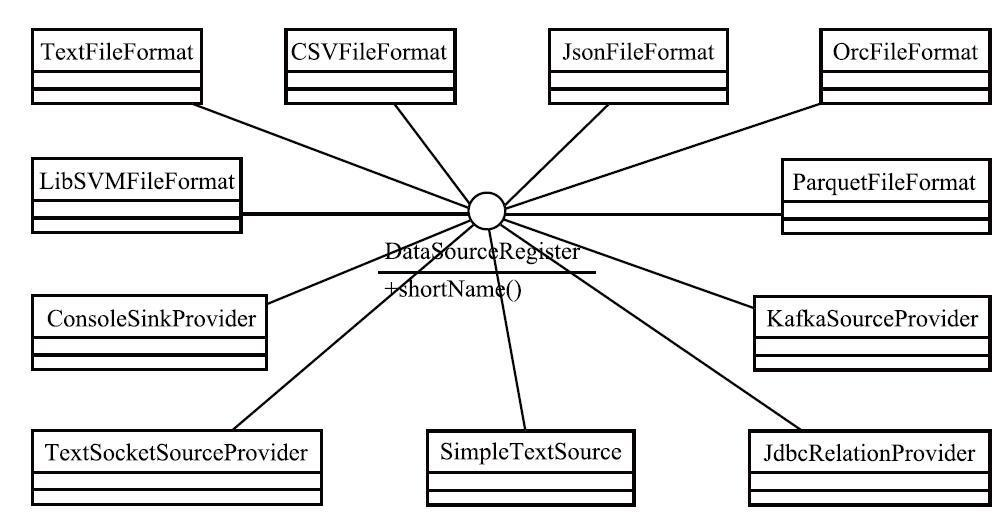 TextFileFormat
CSVFileFormat
JsonFileFormat
OrcFileFormat
LibSVMFileFormat
ParquetFileFormat
DataSourceRegister
+shortName()
ConsoleSinkProvider
KafkaSourceProvider
TextSocketSourceProvider
SimpleTextSource
JdbcRelationProvider